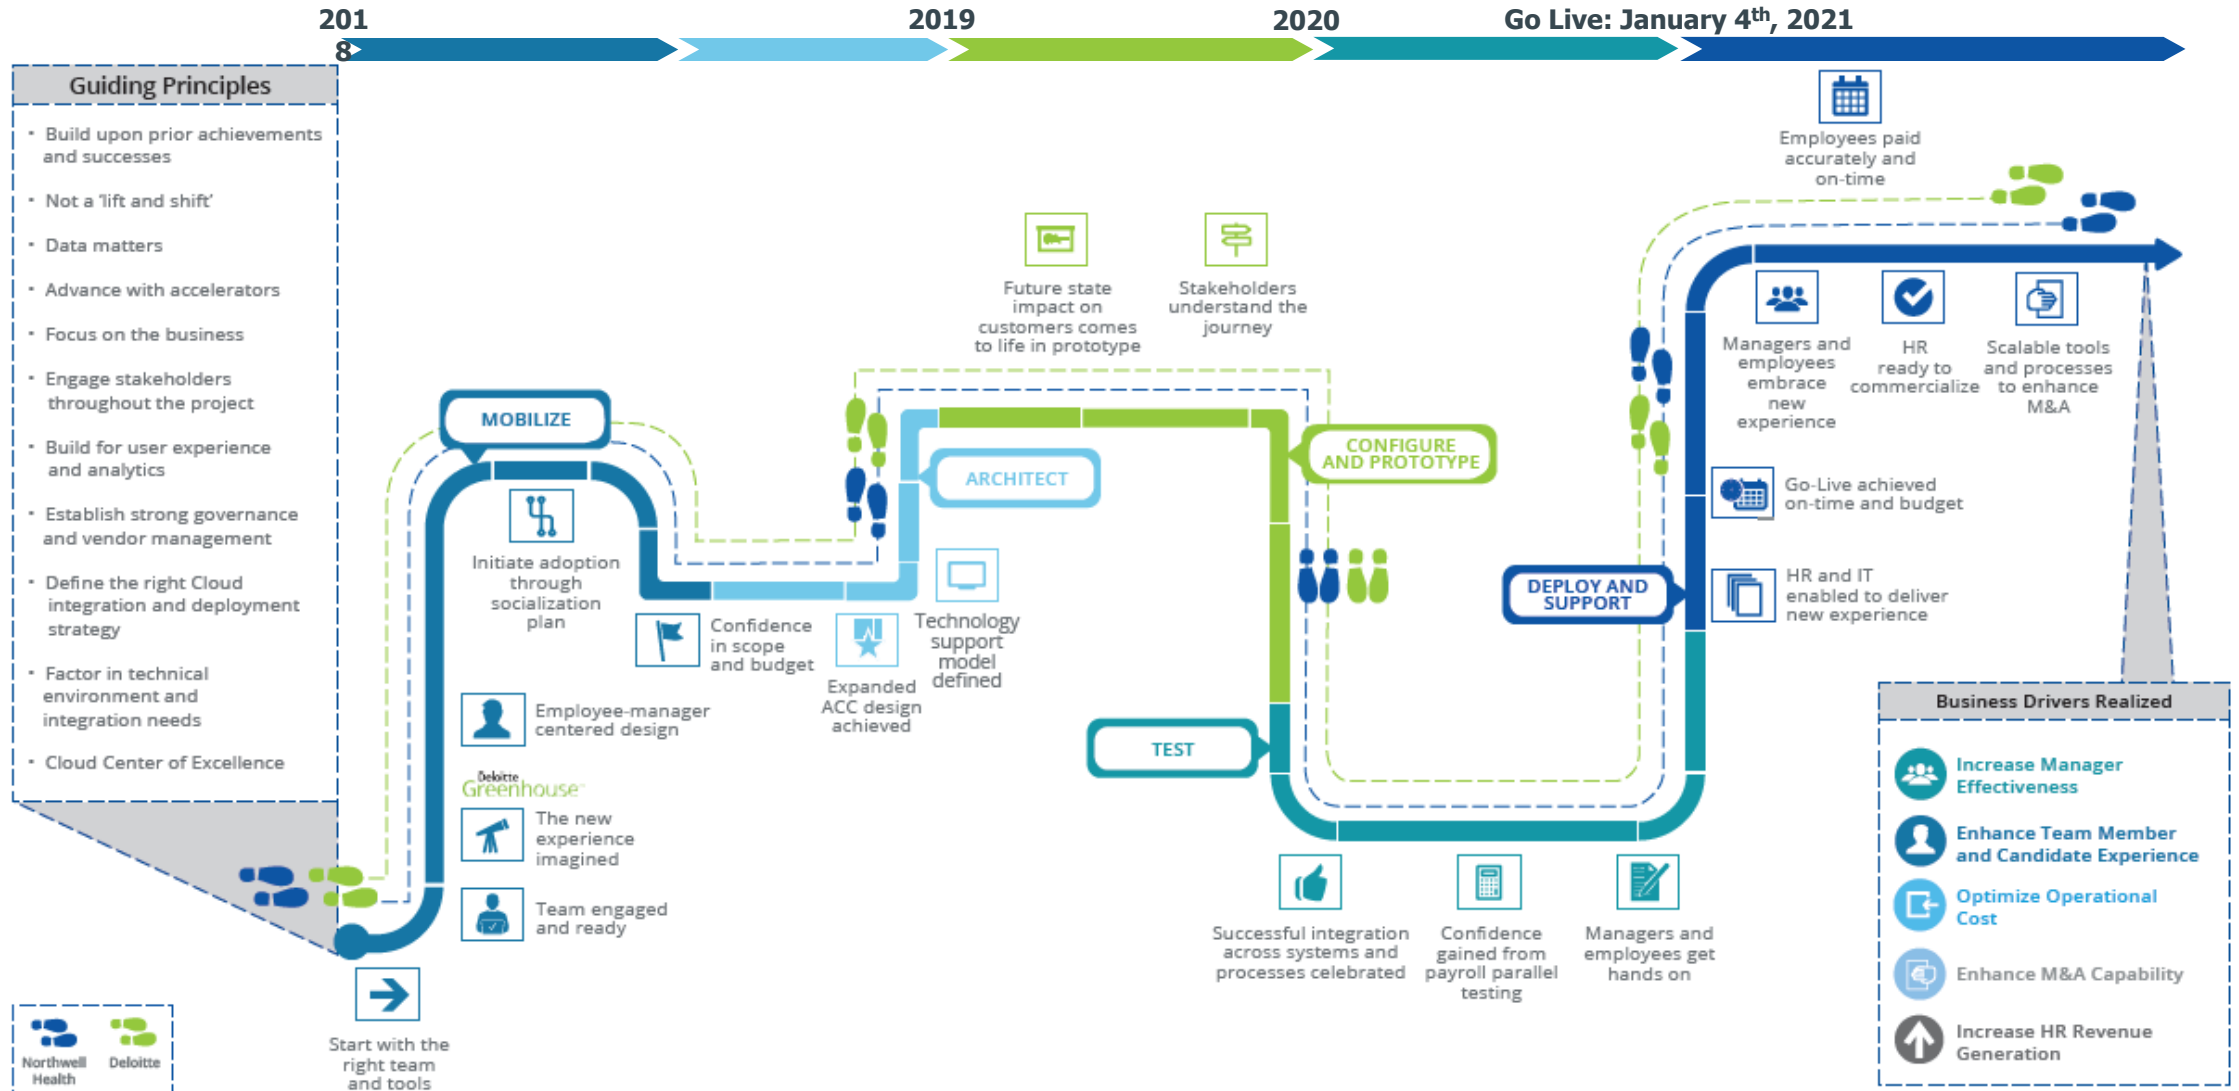 201
8
2019
2020
Go Live: January 4th, 2021
Guiding Principles
· Build upon prior achievements
and successes
· Not a 'lift and shift'
· Data matters
· Advance with accelerators
· Focus on the business
· Engage stakeholders
throughout the project
· Build for user experience
and analytics
· Establish strong governance
and vendor management
· Define the right Cloud
integration and deployment
strategy
· Factor in technical
environment and
integration needs
· Cloud Center of Excellence
Northwell
Health
Deloitte
Start with the
right team
and tools
MOBILIZE
Initiate adoption
through
socialization
plan
Employee-manager
centered design
Deloitte
Greenhouse™
The new
experience
imagined
Team engaged
and ready
Confidence
in scope
and budget
ARCHITECT
Expanded
ACC design
achieved
Technology
support
model
defined
Future state
impact on
customers comes
to life in prototype
Stakeholders
understand the
journey
CONFIGURE
AND PROTOTYPE
TEST
Successful integration
across systems and
processes celebrated
Confidence
gained from
payroll parallel
testing
Managers and
employees get
hands on
DEPLOY AND
SUPPORT
HR and IT
enabled to deliver
new experience
Go-Live achieved
on-time and budget
Employees paid
accurately and
on-time
Managers and
employees
embrace
new
experience
HR
ready to
commercialize
Scalable tools
and processes
to enhance
M&A
Business Drivers Realized
Increase Manager
Effectiveness
Enhance Team Member
and Candidate Experience
Optimize Operational
Cost
Enhance M&A Capability
Increase HR Revenue
Generation